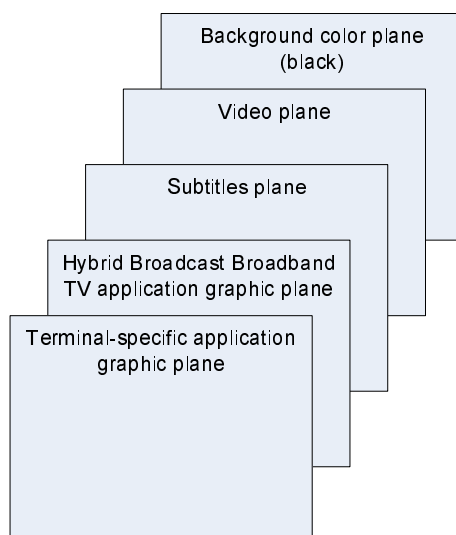 Background color plane
(black)
Video plane
Subtitles plane
Hybrid Broadcast Broadband
TV application graphic plane
Terminal-specific application
graphic plane